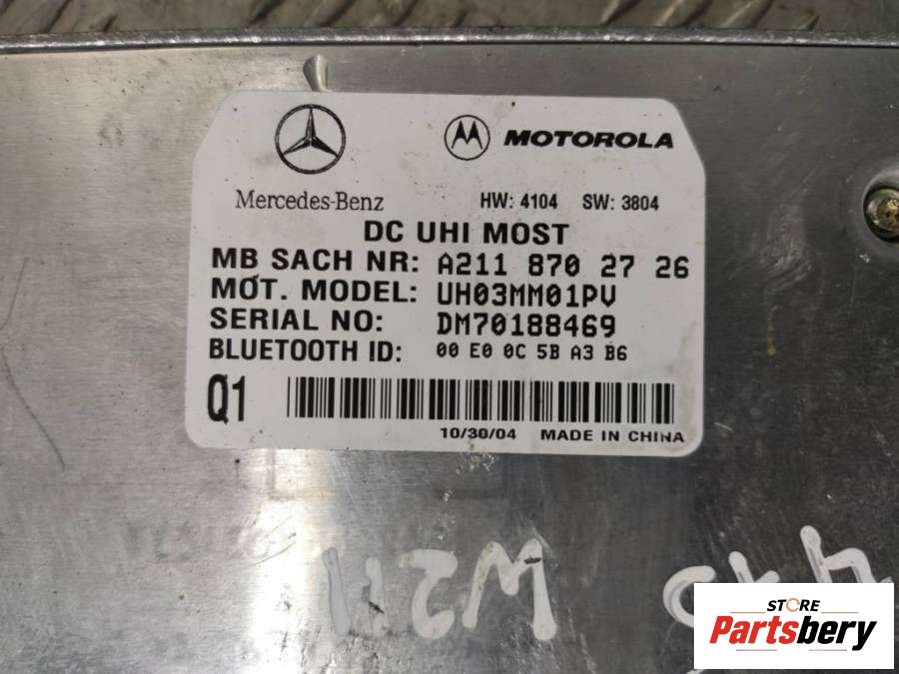 MOTOROLA
Mercedes-Benz
HW: 4104 SW: 3804
DC UHI MOST
MB SACH NR: A211 870 27 26
MOT. MODEL: UH03MM01PV
SERIAL NO: DM70188469
BLUETOOTH ID: 00 E0 0C 5B A3 B6
Q1
10/30/04 MADE IN CHINA
W211
STORE
Partsbery